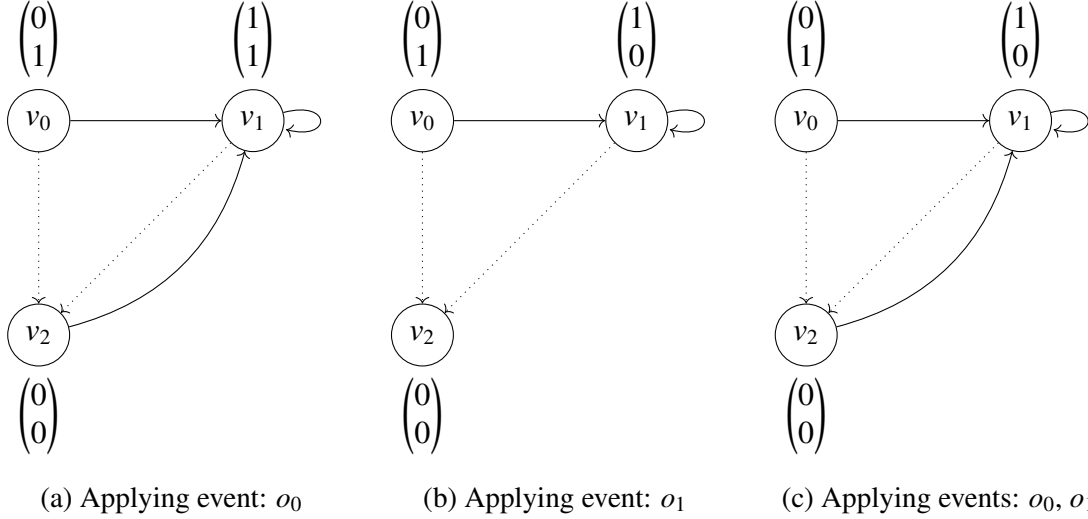 (0 1) (1 1)
v₀ v₁
v₂
(0 0)
(a) Applying event: o₀
(0 1) (1 0)
v₀ v₁
v₂
(0 0)
(b) Applying event: o₁
(0 1) (1 0)
v₀ v₁
v₂
(0 0)
(c) Applying events: o₀, o₁